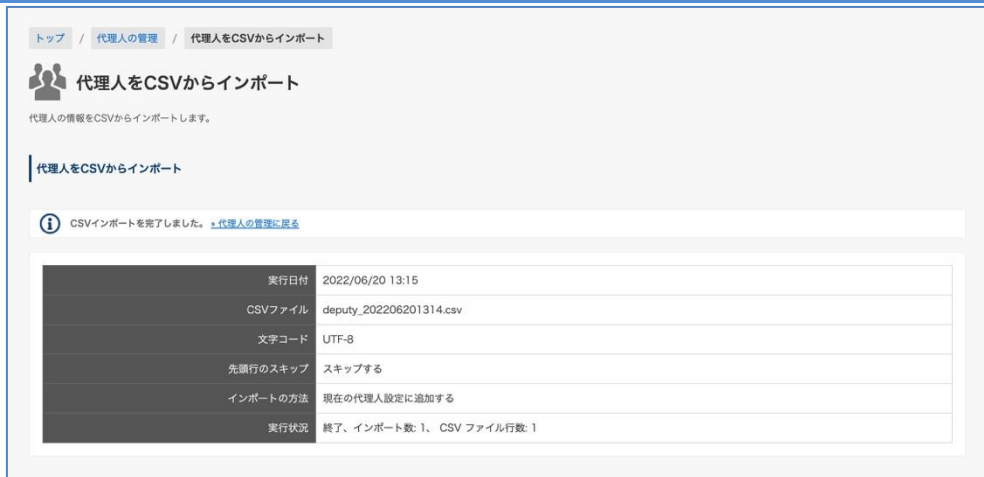 トップ / 代理人の管理 / 代理人をCSVからインポート
代理人をCSVからインポート
代理人の情報をCSVからインポートします。
代理人をCSVからインポート
CSVインポートを完了しました。 » 代理人の管理に戻る
実行日付 2022/06/20 13:15
CSVファイル deputy_202206201314.csv
文字コード UTF-8
先頭行のスキップ スキップする
インポートの方法 現在の代理人設定に追加する
実行状況 終了、インポート数: 1、 CSV ファイル行数: 1